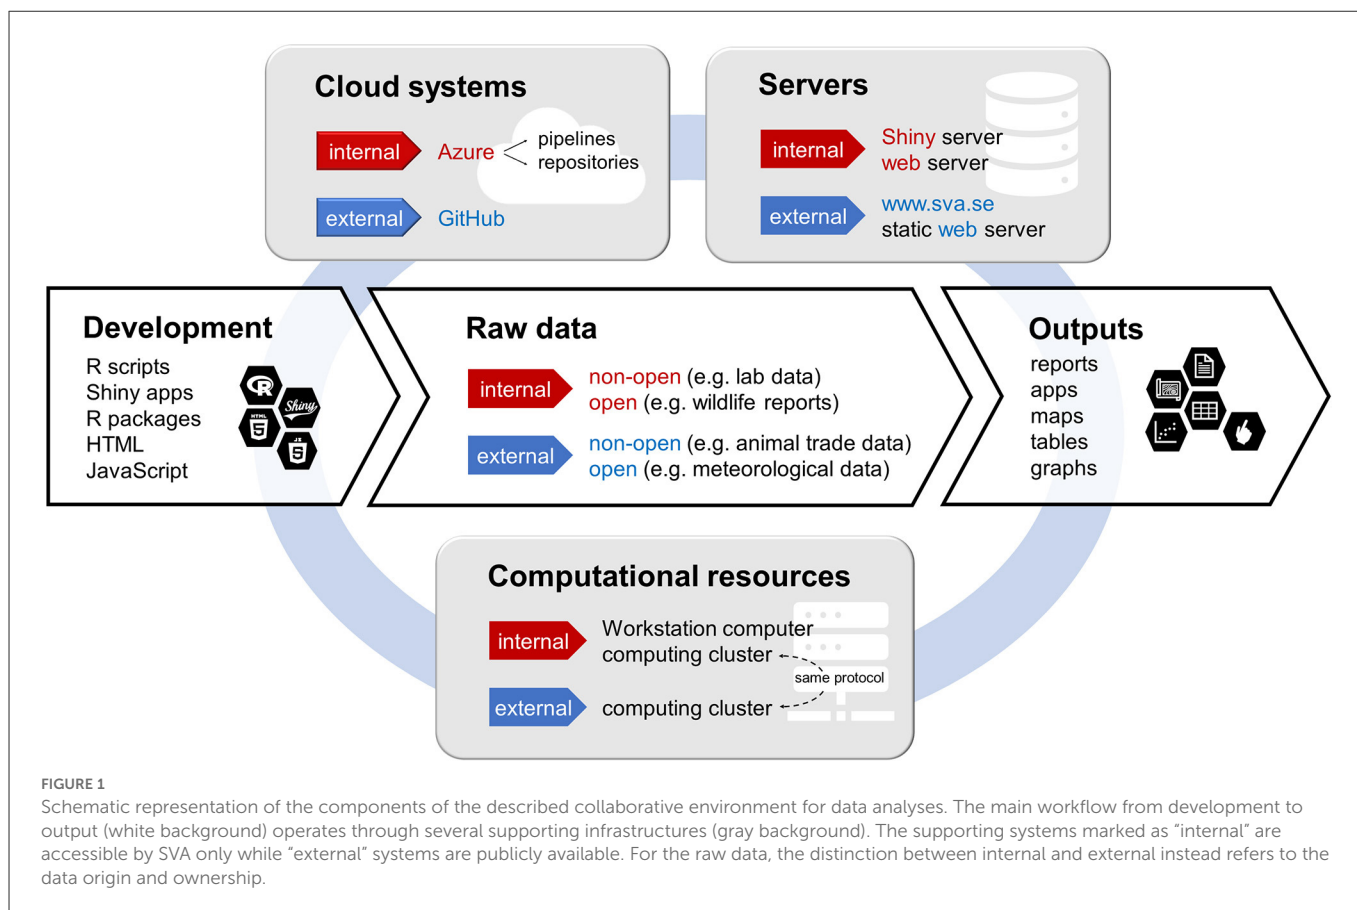 Cloud systems
internal Azure pipelines
repositories
external GitHub
Servers
internal Shiny server
web server
external www.sva.se
static web server
Development
R scripts
Shiny apps
R packages
HTML
JavaScript
R
Shiny
HTML
5
JS
5
Raw data
internal non-open (e.g. lab data)
open (e.g. wildlife reports)
external non-open (e.g. animal trade data)
open (e.g. meteorological data)
Outputs
reports
apps
maps
tables
graphs
Computational resources
internal Workstation computer
computing cluster
same protocol
external computing cluster
FIGURE 1
Schematic representation of the components of the described collaborative environment for data analyses. The main workflow from development to
output (white background) operates through several supporting infrastructures (gray background). The supporting systems marked as “internal” are
accessible by SVA only while “external” systems are publicly available. For the raw data, the distinction between internal and external instead refers to the
data origin and ownership.